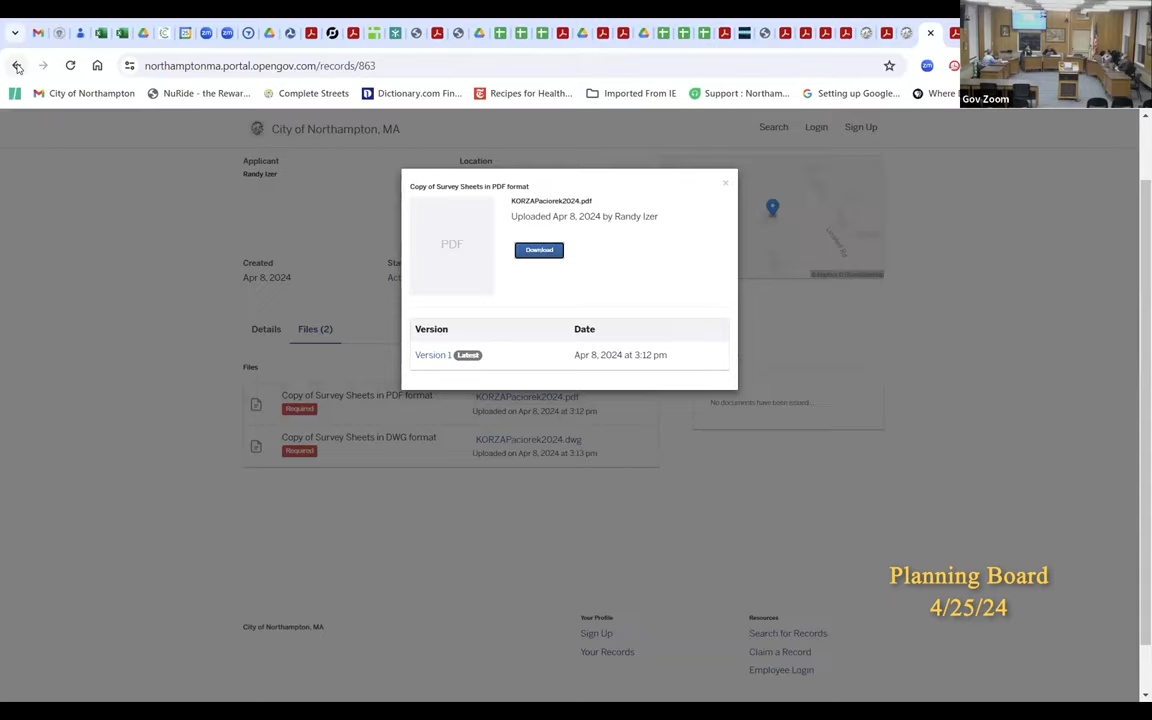 northamptonma.portal.opengov.com/records/863
City of Northampton
NuRide - the Rewar...
Complete Streets
Dictionary.com Fin...
Recipes for Health...
Imported From IE
Support : Northam...
Setting up Google...
Where
Gov Zoom
City of Northampton, MA
Search
Login
Sign Up
Applicant
Location
Randy Izer
Copy of Survey Sheets in PDF format
×
KORZAPaciorek2024.pdf
Uploaded Apr 8, 2024 by Randy Izer
PDF
Download
Created
Apr 8, 2024
Details
Files (2)
Version
Date
Version 1 Latest
Apr 8, 2024 at 3:12 pm
Files
Copy of Survey Sheets in PDF format
Required
KORZAPaciorek2024.pdf
Uploaded on Apr 8, 2024 at 3:12 pm
Copy of Survey Sheets in DWG format
Required
KORZAPaciorek2024.dwg
Uploaded on Apr 8, 2024 at 3:13 pm
No documents have been issued...
Planning Board
4/25/24
City of Northampton, MA
Your Profile
Sign Up
Your Records
Resources
Search for Records
Claim a Record
Employee Login